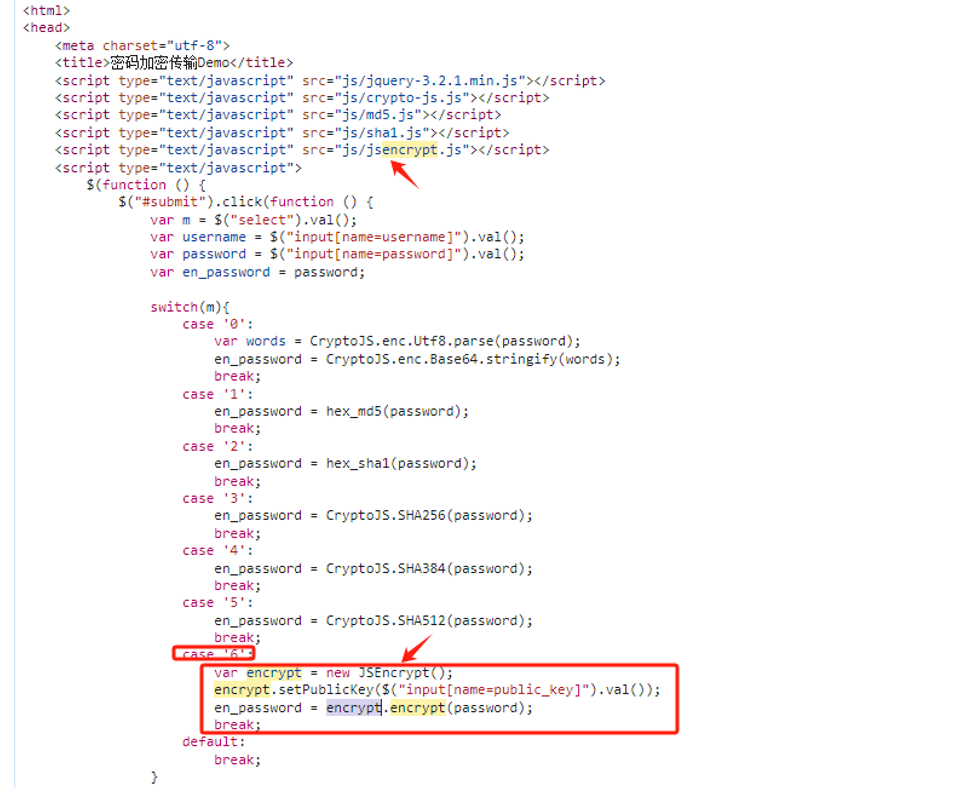 <html>
<head>
<meta charset="utf-8">
<title>密码加密传输Demo</title>
<script type="text/javascript" src="js/jquery-3.2.1.min.js"></script>
<script type="text/javascript" src="js/crypto-js.js"></script>
<script type="text/javascript" src="js/md5.js"></script>
<script type="text/javascript" src="js/sha1.js"></script>
<script type="text/javascript" src="js/jsencrypt.js"></script>
<script type="text/javascript">
$(function () {
$("#submit").click(function () {
var m = $("select").val();
var username = $("input[name=username]").val();
var password = $("input[name=password]").val();
var en_password = password;
switch(m){
case '0':
var words = CryptoJS.enc.Utf8.parse(password);
en_password = CryptoJS.enc.Base64.stringify(words);
break;
case '1':
en_password = hex_md5(password);
break;
case '2':
en_password = hex_sha1(password);
break;
case '3':
en_password = CryptoJS.SHA256(password);
break;
case '4':
en_password = CryptoJS.SHA384(password);
break;
case '5':
en_password = CryptoJS.SHA512(password);
break;
case '6':
var encrypt = new JSEncrypt();
encrypt.setPublicKey($("input[name=public_key]").val());
en_password = encrypt.encrypt(password);
break;
default:
break;
}